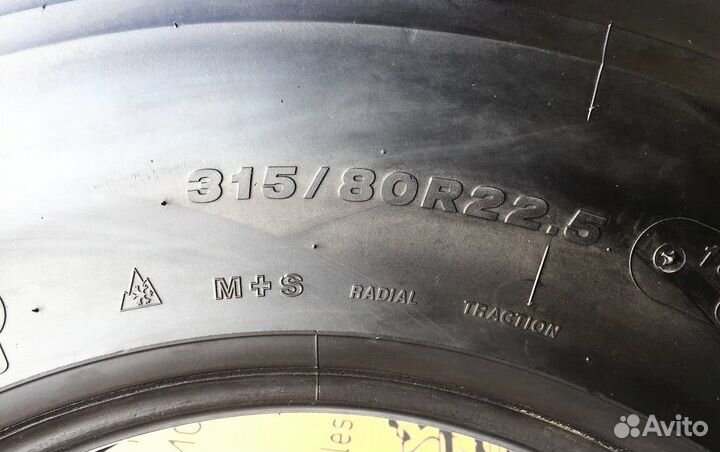 315/80R22.5
M+S RADIAL TRACTION
Avito